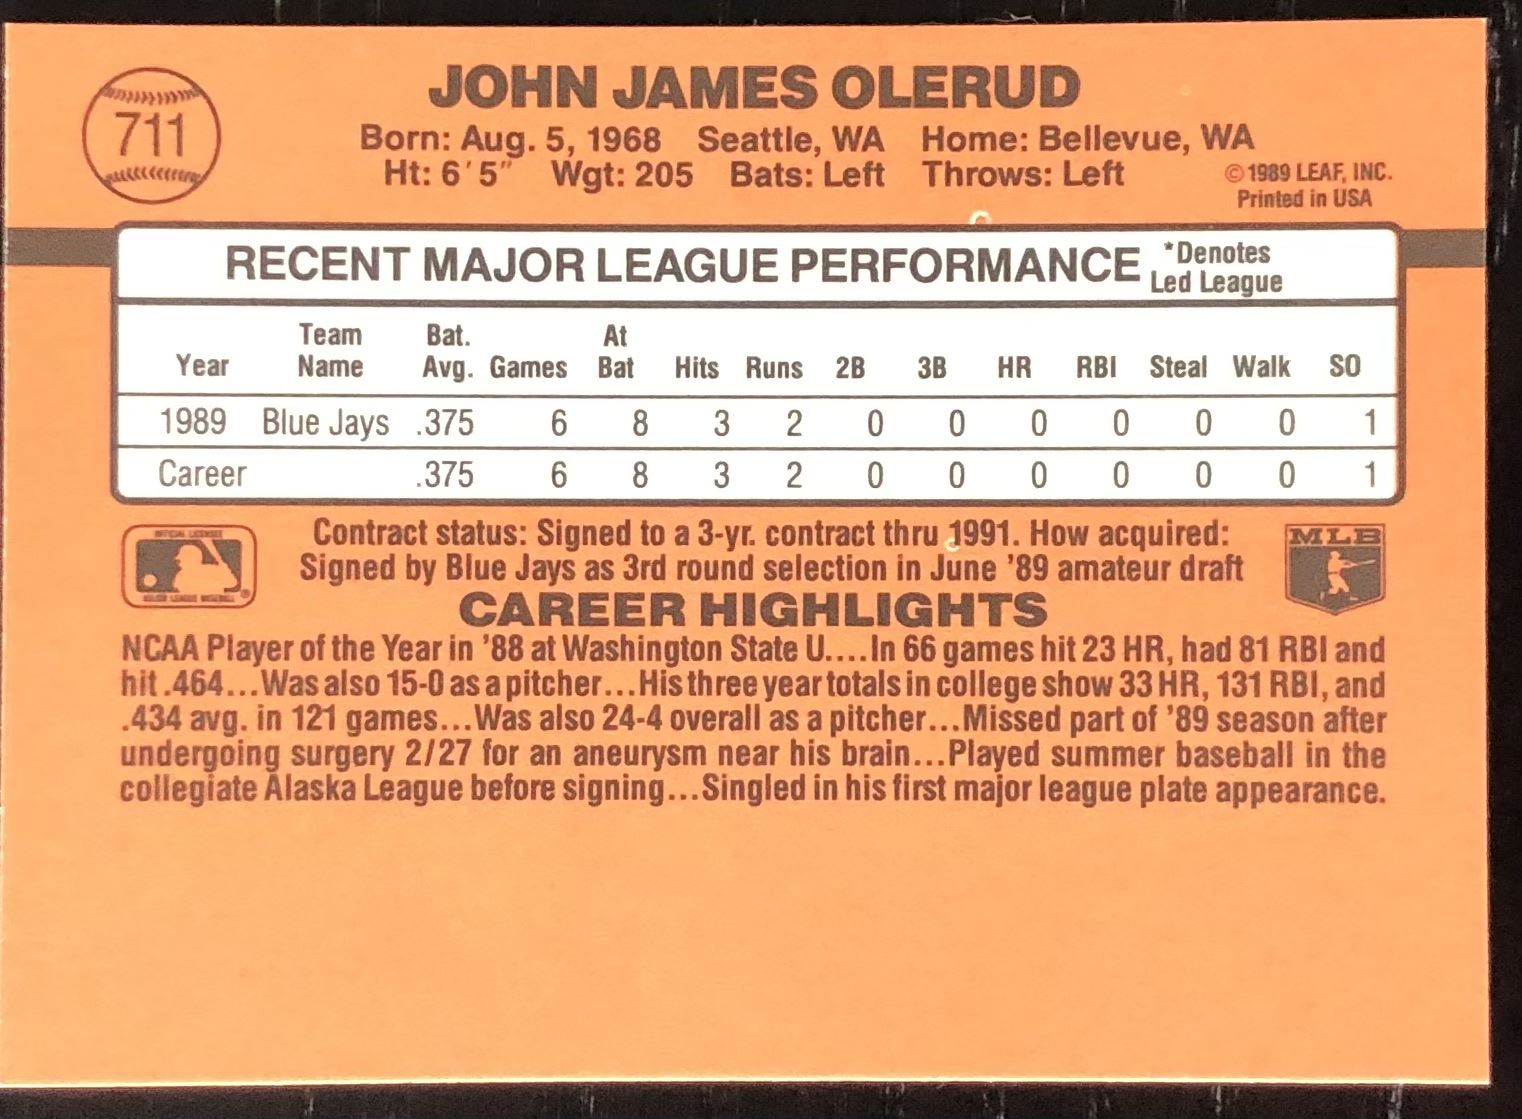 711
JOHN JAMES OLERUD
Born: Aug. 5, 1968 Seattle, WA Home: Bellevue, WA
Ht: 6'5" Wgt: 205 Bats: Left Throws: Left
©1989 LEAF, INC.
Printed in USA
RECENT MAJOR LEAGUE PERFORMANCE
*Denotes
Led League
Year Team Name Bat. Avg. Games At Bat Hits Runs 2B 3B HR RBI Steal Walk SO
1989 Blue Jays .375 6 8 3 2 0 0 0 0 0 0 1
Career .375 6 8 3 2 0 0 0 0 0 0 1
Contract status: Signed to a 3-yr. contract thru 1991. How acquired:
Signed by Blue Jays as 3rd round selection in June '89 amateur draft
OFFICIAL LICENSEE
MAJOR LEAGUE BASEBALL
®
MLB
CAREER HIGHLIGHTS
NCAA Player of the Year in '88 at Washington State U....In 66 games hit 23 HR, had 81 RBI and
hit .464...Was also 15-0 as a pitcher...His three year totals in college show 33 HR, 131 RBI, and
.434 avg. in 121 games...Was also 24-4 overall as a pitcher...Missed part of '89 season after
undergoing surgery 2/27 for an aneurysm near his brain...Played summer baseball in the
collegiate Alaska League before signing...Singled in his first major league plate appearance.